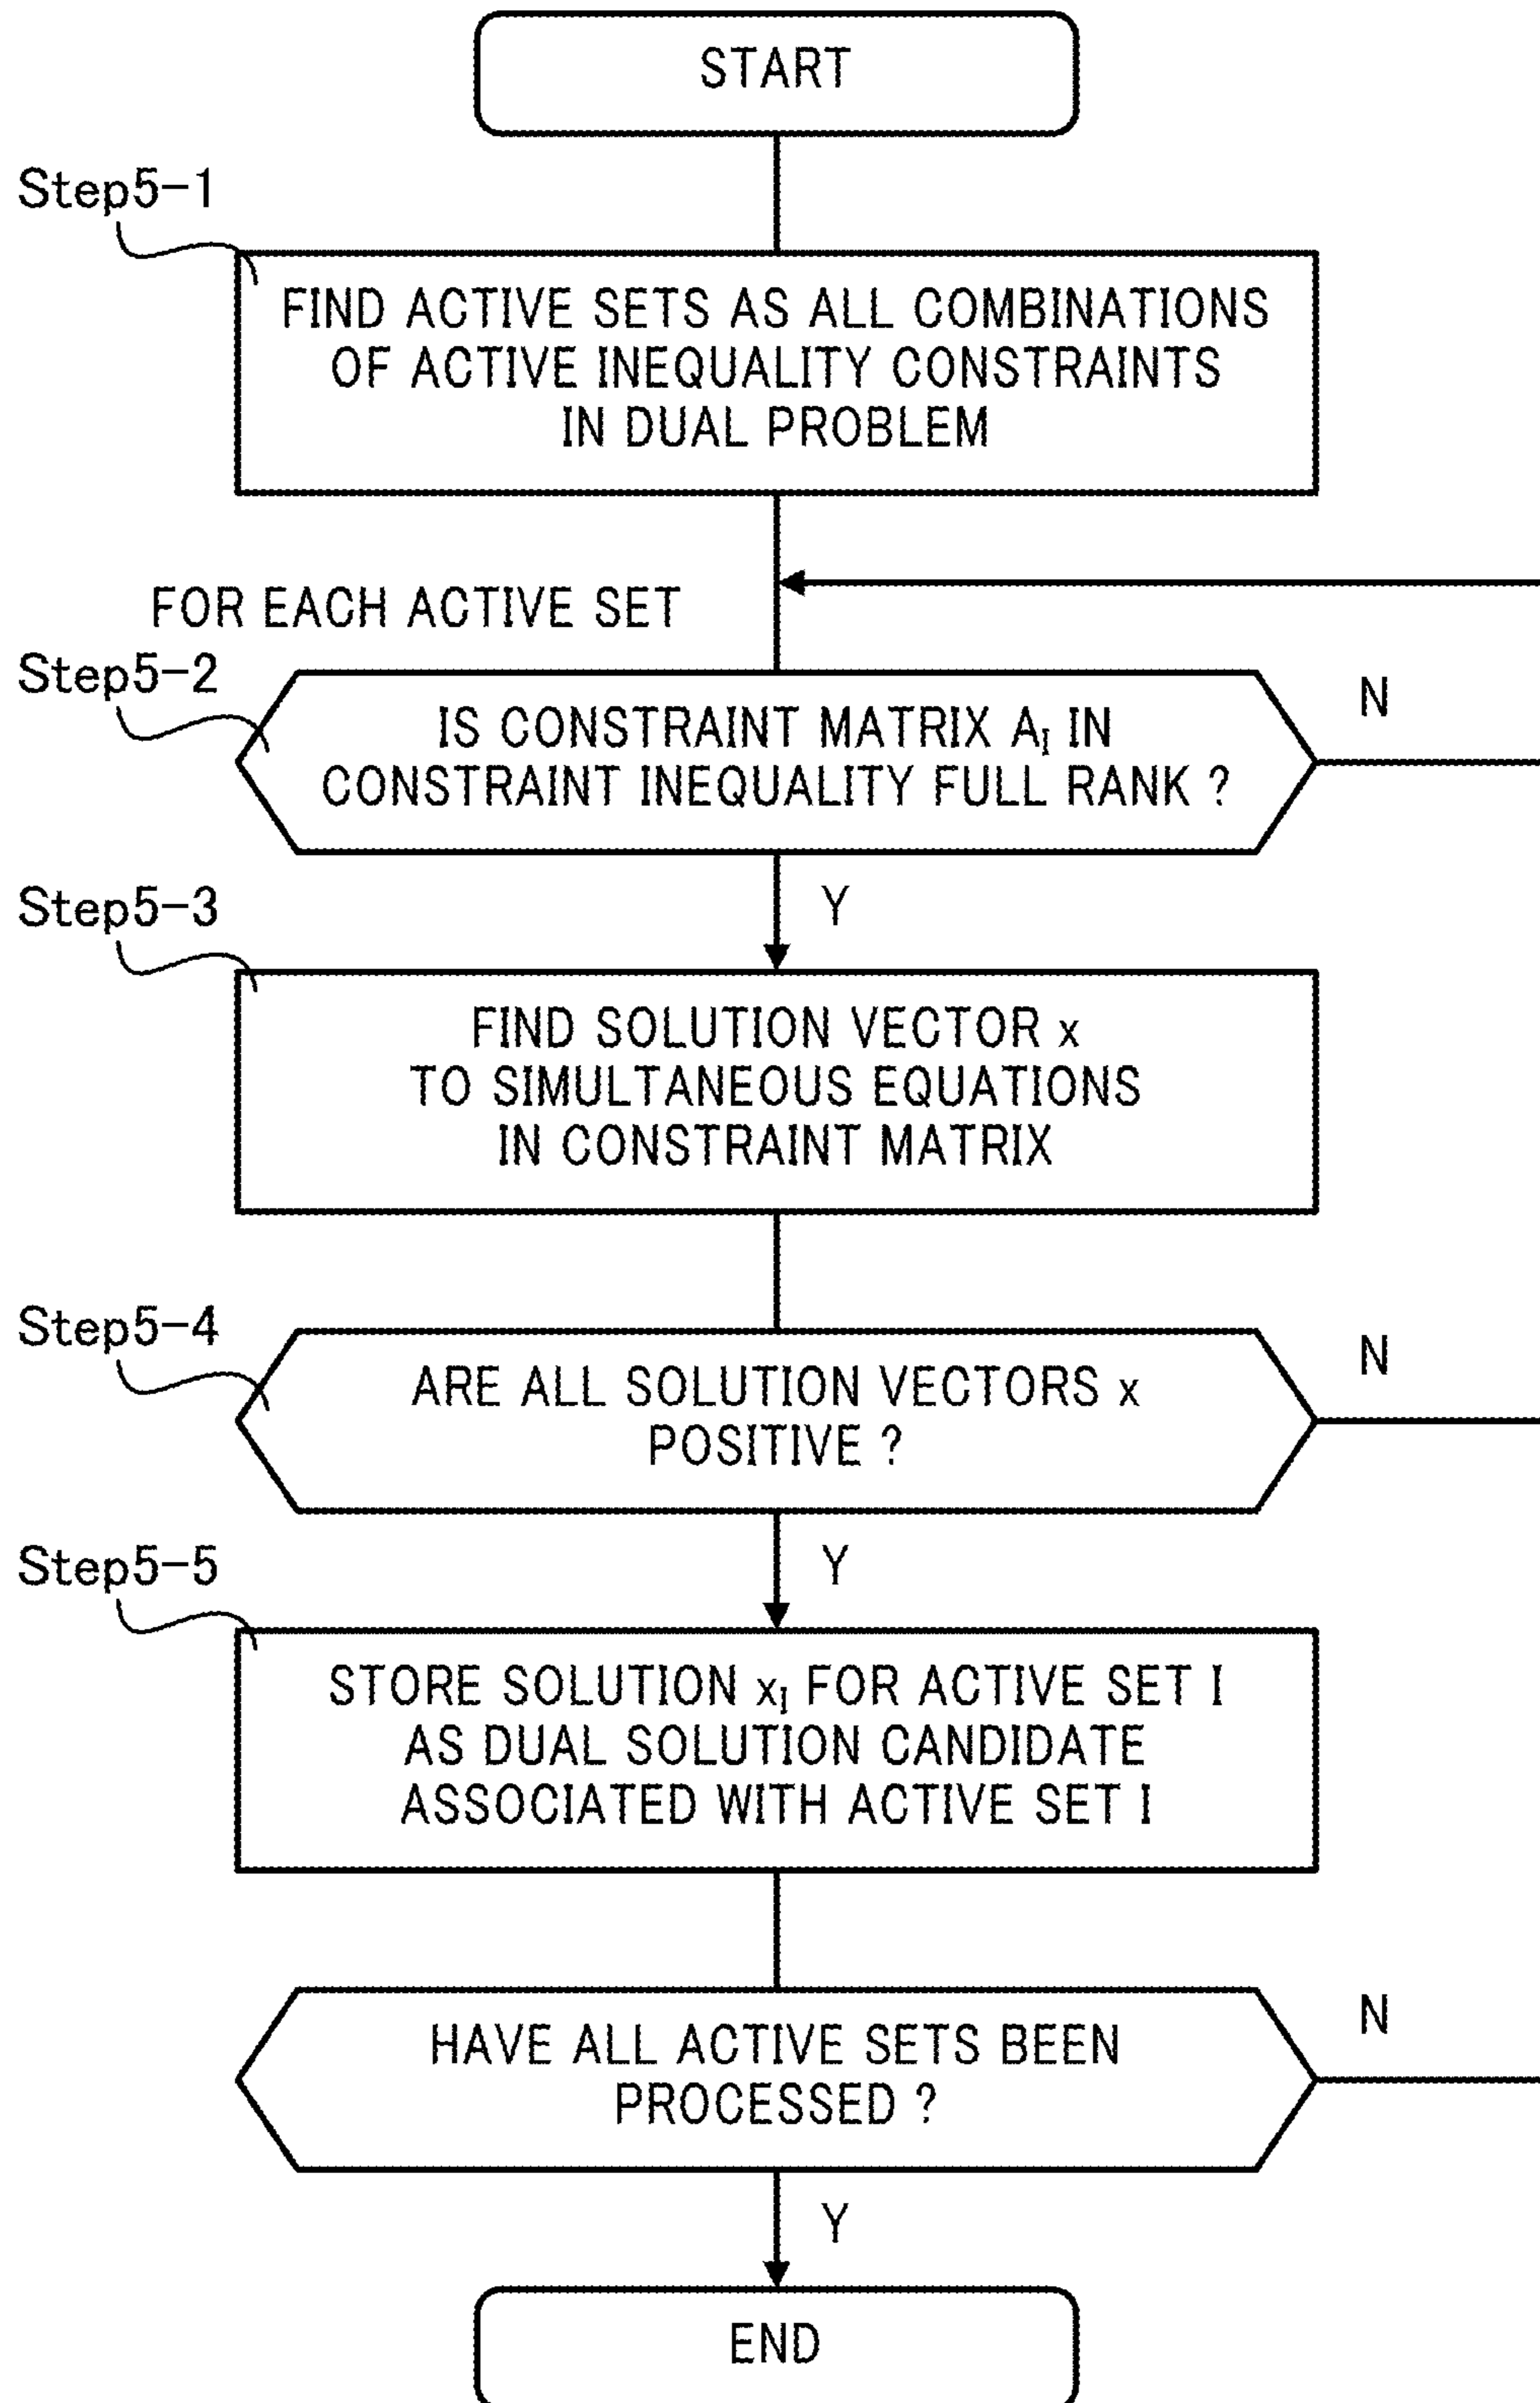 START
Step5-1
FIND ACTIVE SETS AS ALL COMBINATIONS
OF ACTIVE INEQUALITY CONSTRAINTS
IN DUAL PROBLEM
FOR EACH ACTIVE SET
Step5-2
IS CONSTRAINT MATRIX A_I IN
CONSTRAINT INEQUALITY FULL RANK ?
N
Y
Step5-3
FIND SOLUTION VECTOR x
TO SIMULTANEOUS EQUATIONS
IN CONSTRAINT MATRIX
Step5-4
ARE ALL SOLUTION VECTORS x
POSITIVE ?
N
Y
Step5-5
STORE SOLUTION x_I FOR ACTIVE SET I
AS DUAL SOLUTION CANDIDATE
ASSOCIATED WITH ACTIVE SET I
HAVE ALL ACTIVE SETS BEEN
PROCESSED ?
N
Y
END